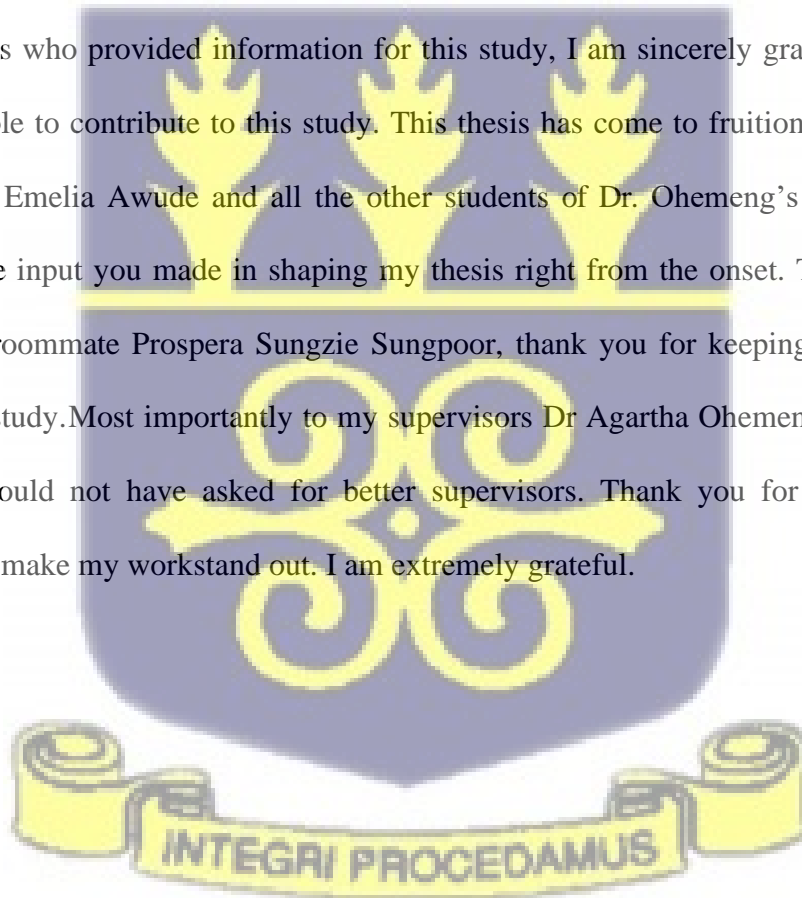 s who provided information for this study, I am sincerely gra
ble to contribute to this study. This thesis has come to fruition
Emelia Awude and all the other students of Dr. Ohemeng's
e input you made in shaping my thesis right from the onset. T
roommate Prospera Sungzie Sungpoor, thank you for keeping
study.Most importantly to my supervisors Dr Agartha Ohemen
ould not have asked for better supervisors. Thank you for
make my workstand out. I am extremely grateful.
INTEGRI PROCEDAMUS